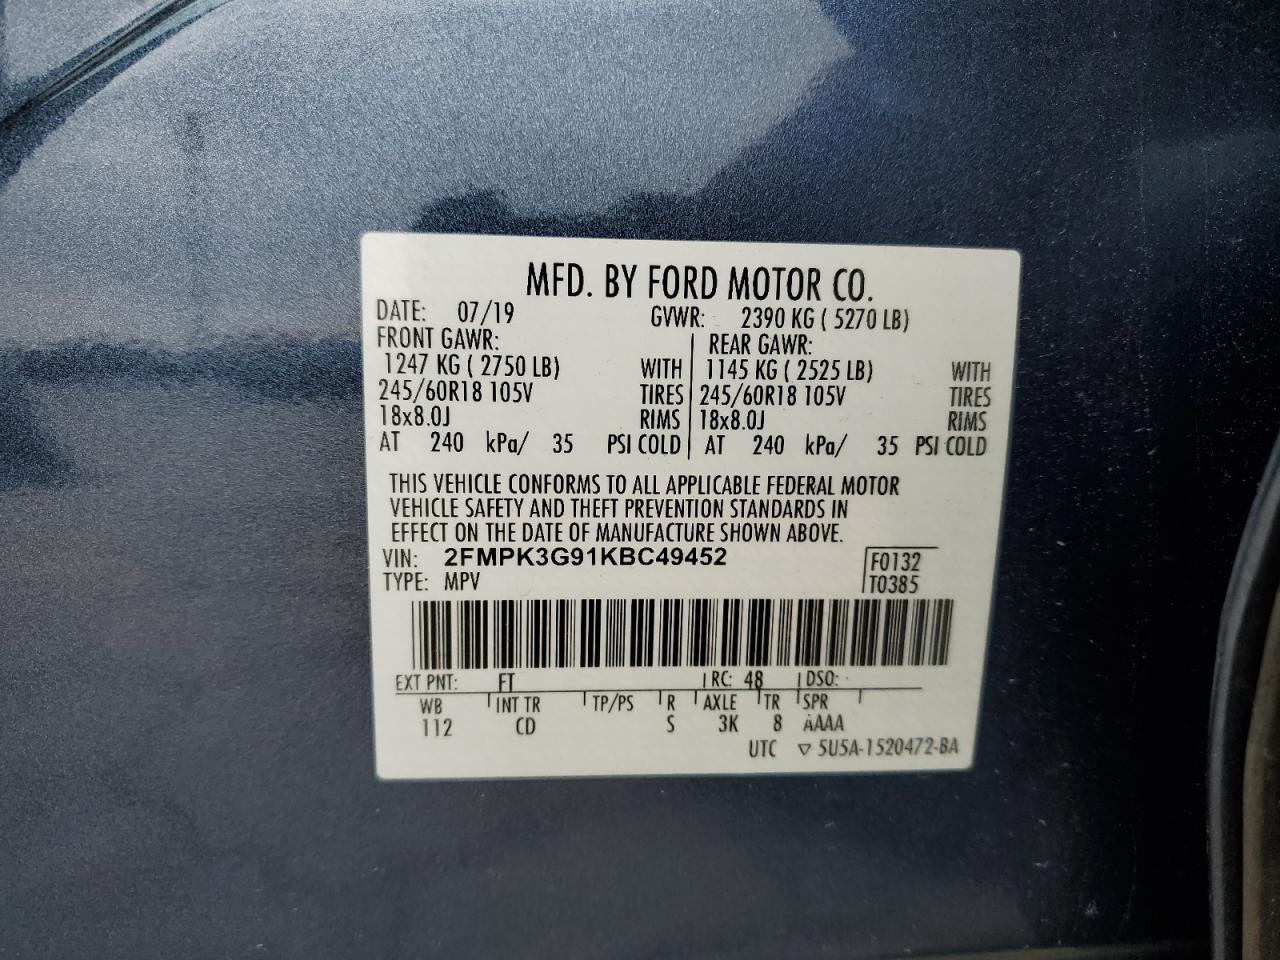 MFD. BY FORD MOTOR CO.
DATE: 07/19 GVWR: 2390 KG ( 5270 LB)
FRONT GAWR: REAR GAWR:
1247 KG ( 2750 LB) WITH 1145 KG ( 2525 LB) WITH
245/60R18 105V TIRES 245/60R18 105V TIRES
18x8.0J RIMS 18x8.0J RIMS
AT 240 kPa/ 35 PSI COLD AT 240 kPa/ 35 PSI COLD
THIS VEHICLE CONFORMS TO ALL APPLICABLE FEDERAL MOTOR
VEHICLE SAFETY AND THEFT PREVENTION STANDARDS IN
EFFECT ON THE DATE OF MANUFACTURE SHOWN ABOVE.
VIN: 2FMPK3G91KBC49452 F0132
TYPE: MPV T0385
EXT PNT: FT RC: 48 DSO:
WB INT TR TP/PS R AXLE TR SPR
112 CD S 3K 8 AAAA
UTC ▽ 5U5A-1520472-BA